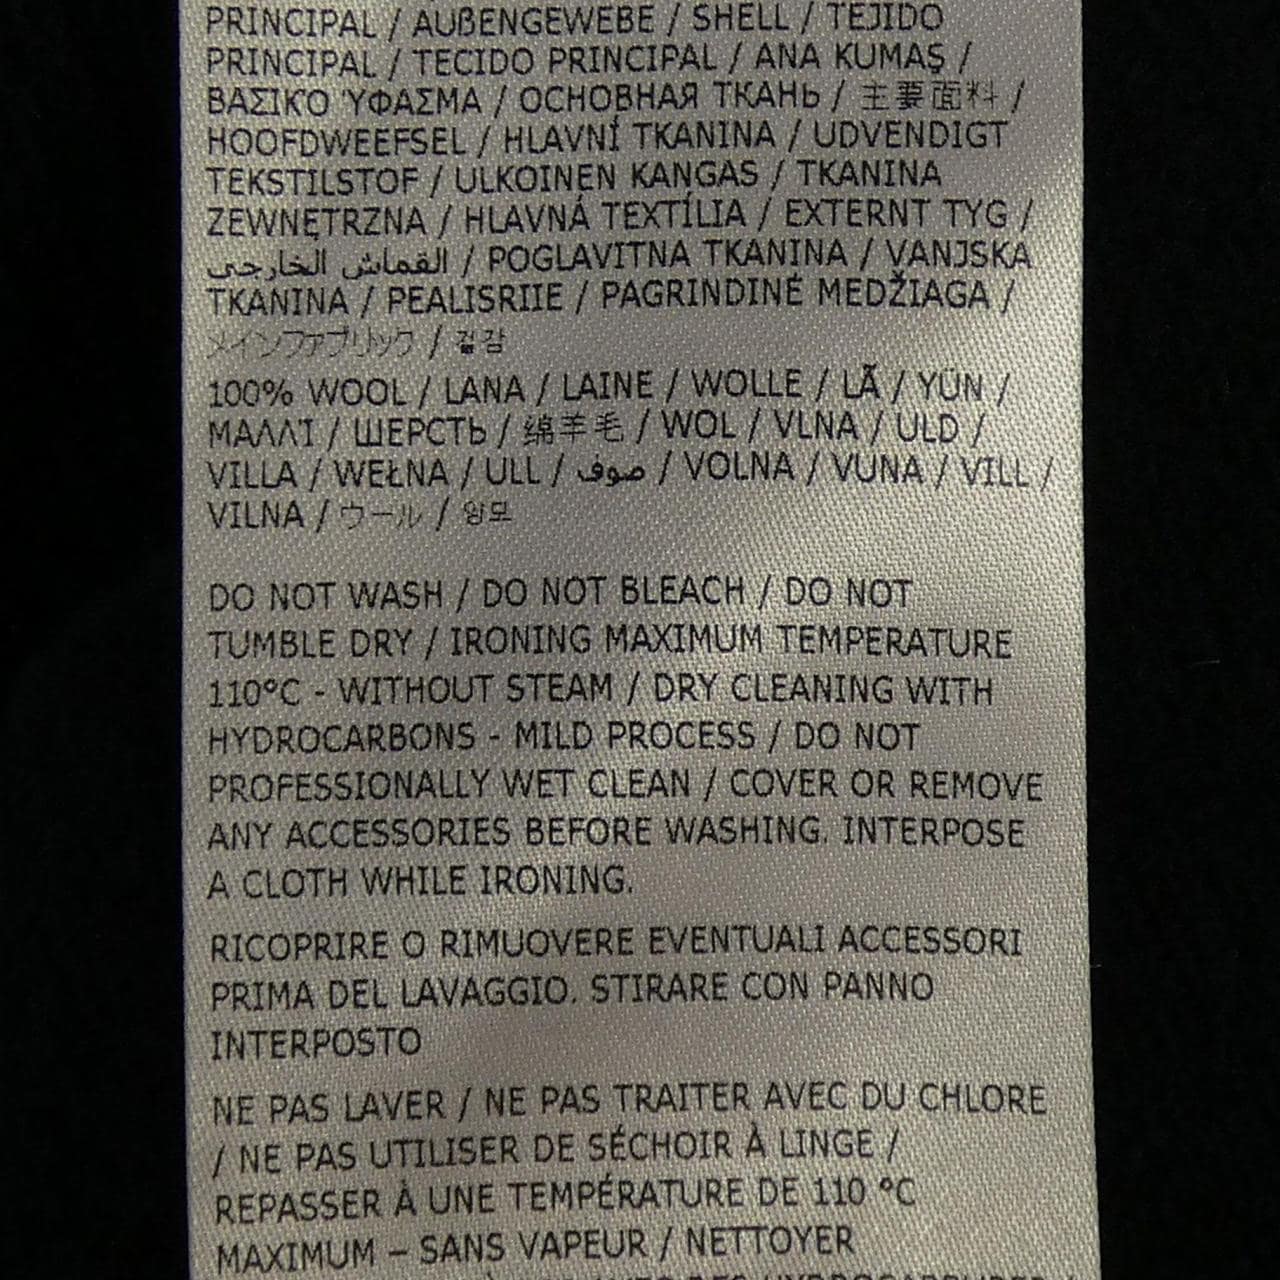 PRINCIPAL / AUßENGEWEBE / SHELL / TEJIDO
PRINCIPAL / TECIDO PRINCIPAL / ANA KUMAŞ /
ΒΑΣΙΚΌ ΎΦΑΣΜΑ / ОСНОВНАЯ ТКАНЬ / 主要面料 /
HOOFDWEEFSEL / HLAVNÍ TKANINA / UDVENDIGT
TEKSTILSTOF / ULKOINEN KANGAS / TKANINA
ZEWNĘTRZNA / HLAVNÁ TEXTÍLIA / EXTERNT TYG /
القماش الخارجي / POGLAVITNA TKANINA / VANJSKA
TKANINA / PEALISRIIE / PAGRINDINĖ MEDŽIAGA /
メインファブリック / 겉감
100% WOOL / LANA / LAINE / WOLLE / LÃ / YÜN /
ΜΑΛΛΊ / ШЕРСТЬ / 绵羊毛 / WOL / VLNA / ULD /
VILLA / WEŁNA / ULL / صوف / VOLNA / VUNA / VILL /
VILNA / ウール / 양모
DO NOT WASH / DO NOT BLEACH / DO NOT
TUMBLE DRY / IRONING MAXIMUM TEMPERATURE
110°C - WITHOUT STEAM / DRY CLEANING WITH
HYDROCARBONS - MILD PROCESS / DO NOT
PROFESSIONALLY WET CLEAN / COVER OR REMOVE
ANY ACCESSORIES BEFORE WASHING. INTERPOSE
A CLOTH WHILE IRONING.
RICOPRIRE O RIMUOVERE EVENTUALI ACCESSORI
PRIMA DEL LAVAGGIO. STIRARE CON PANNO
INTERPOSTO
NE PAS LAVER / NE PAS TRAITER AVEC DU CHLORE
/ NE PAS UTILISER DE SÉCHOIR À LINGE /
REPASSER À UNE TEMPÉRATURE DE 110 °C
MAXIMUM – SANS VAPEUR / NETTOYER